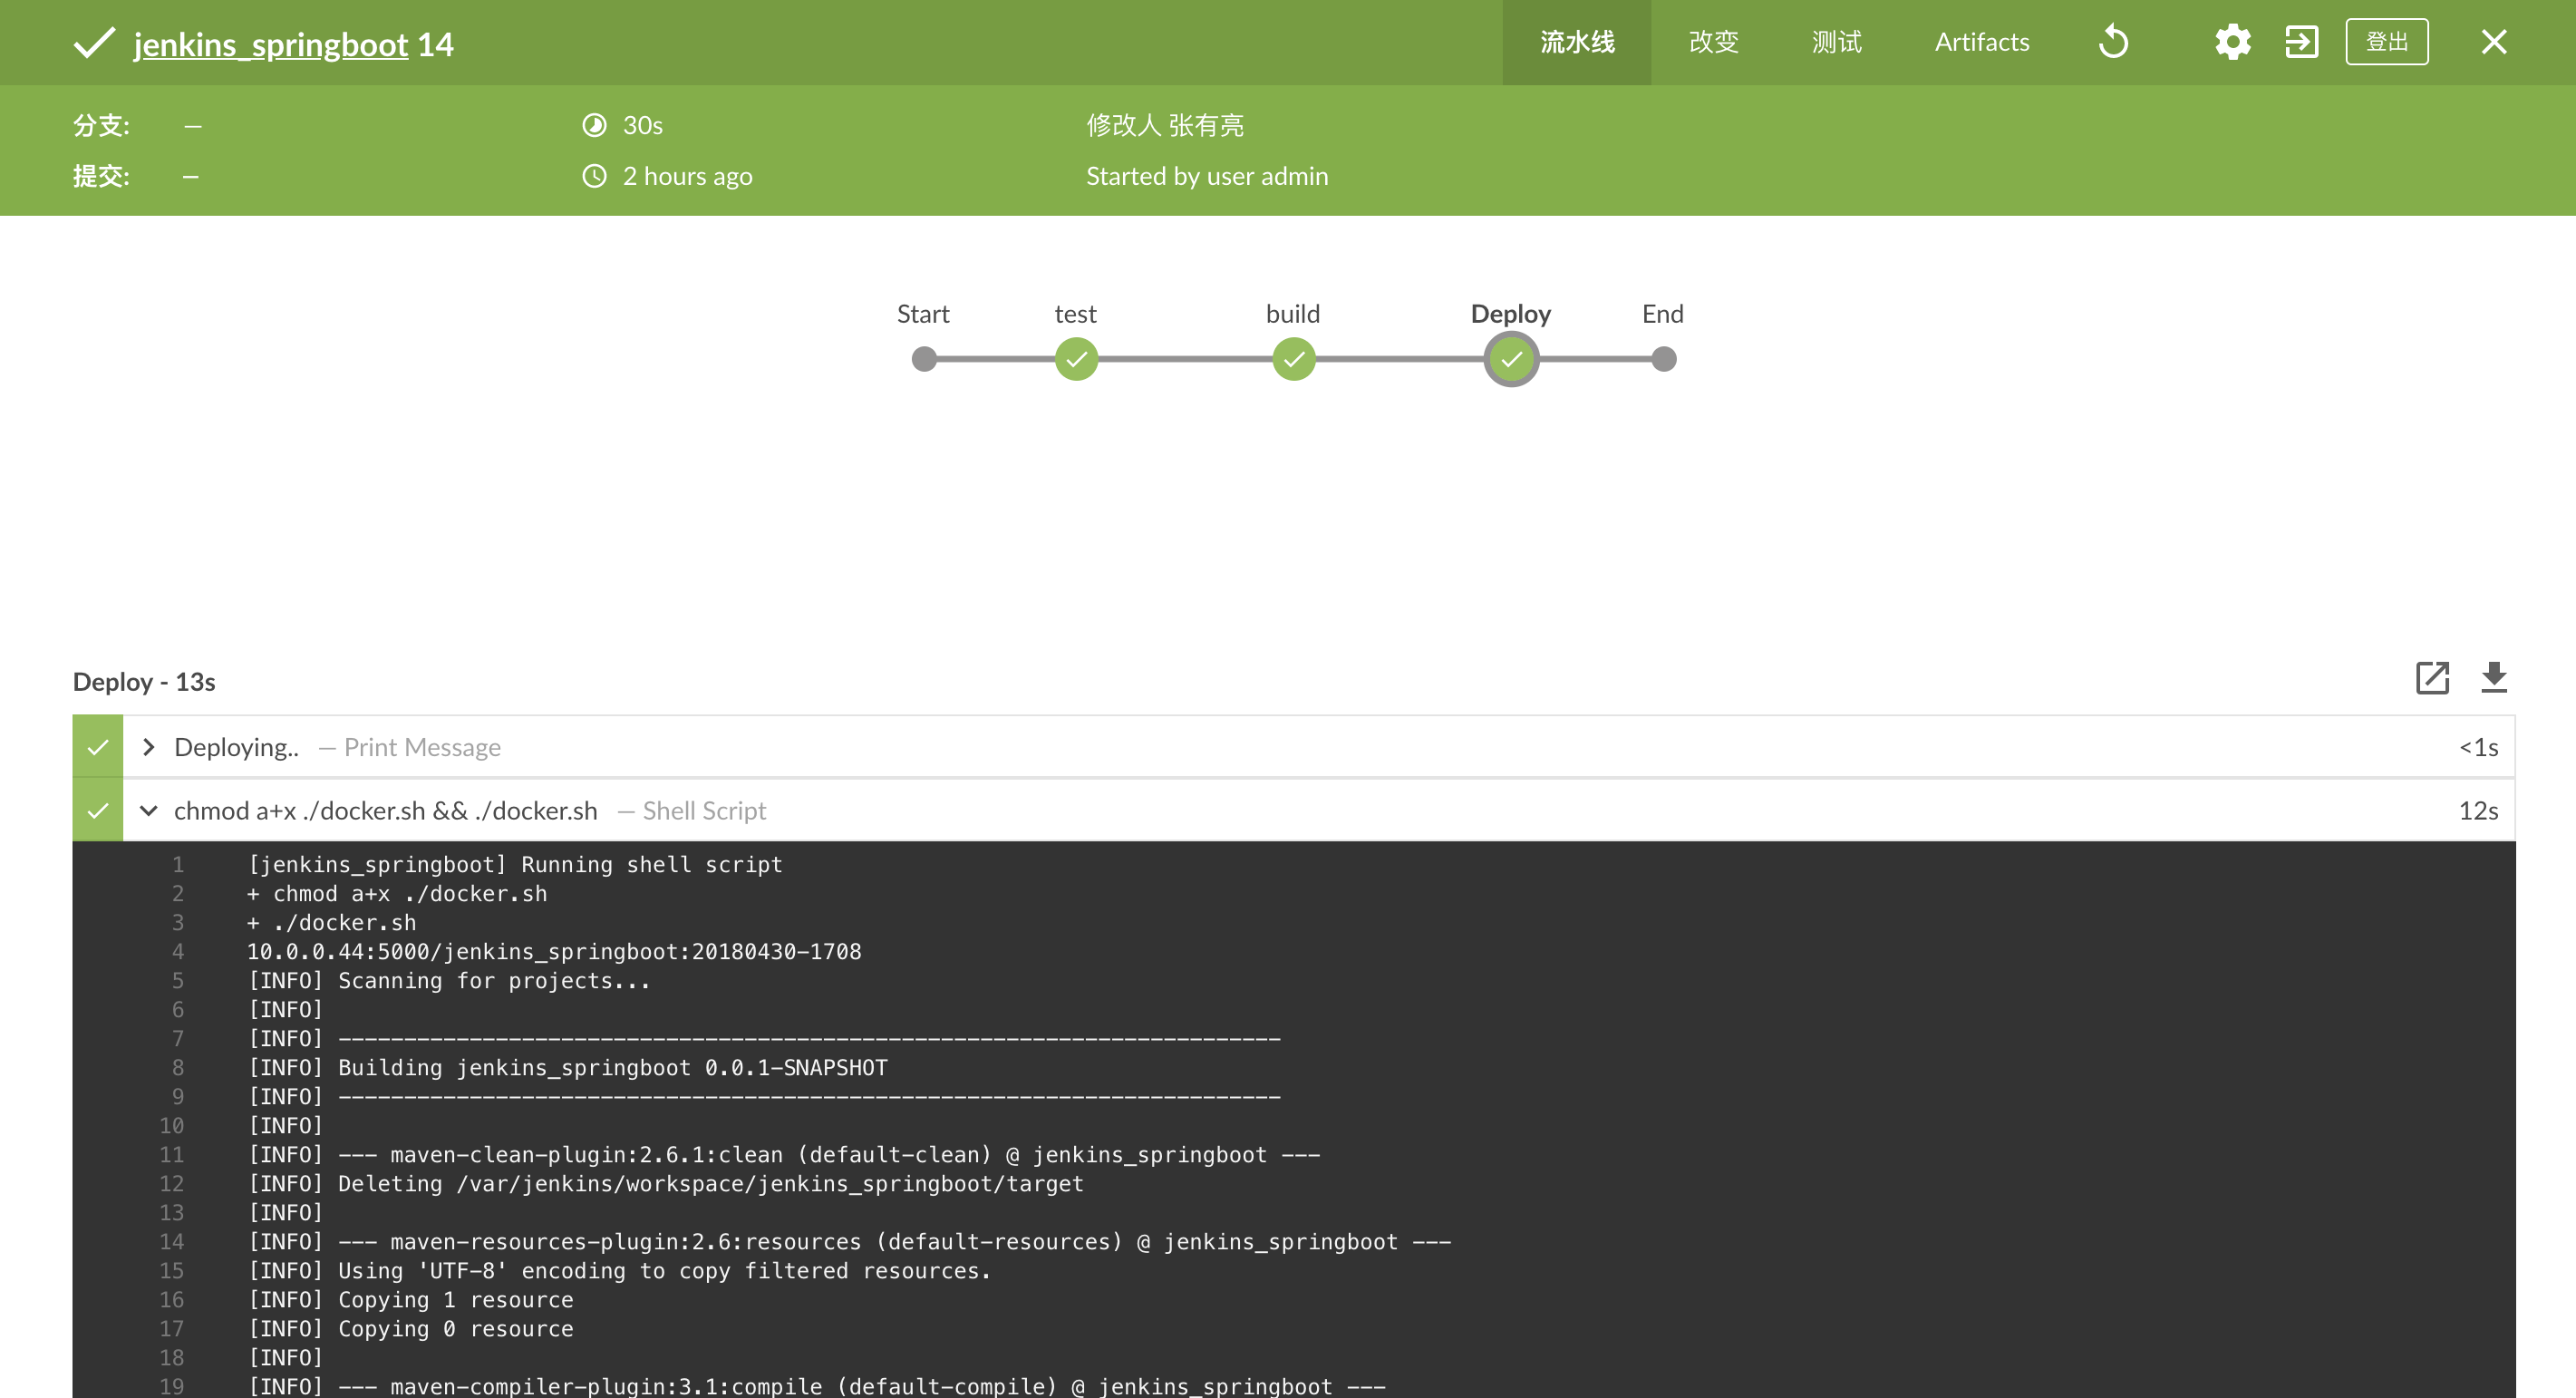 jenkins_springboot 14 流水线 改变 测试 Artifacts 登出
分支: — 30s 修改人 张有亮
提交: — 2 hours ago Started by user admin
Start test build Deploy End
Deploy - 13s
Deploying.. — Print Message <1s
chmod a+x ./docker.sh && ./docker.sh — Shell Script 12s
1 [jenkins_springboot] Running shell script
2 + chmod a+x ./docker.sh
3 + ./docker.sh
4 10.0.0.44:5000/jenkins_springboot:20180430-1708
5 [INFO] Scanning for projects...
6 [INFO]
7 [INFO] ------------------------------------------------------------------------
8 [INFO] Building jenkins_springboot 0.0.1-SNAPSHOT
9 [INFO] ------------------------------------------------------------------------
10 [INFO]
11 [INFO] --- maven-clean-plugin:2.6.1:clean (default-clean) @ jenkins_springboot ---
12 [INFO] Deleting /var/jenkins/workspace/jenkins_springboot/target
13 [INFO]
14 [INFO] --- maven-resources-plugin:2.6:resources (default-resources) @ jenkins_springboot ---
15 [INFO] Using 'UTF-8' encoding to copy filtered resources.
16 [INFO] Copying 1 resource
17 [INFO] Copying 0 resource
18 [INFO]
19 [INFO] --- maven-compiler-plugin:3.1:compile (default-compile) @ jenkins_springboot ---